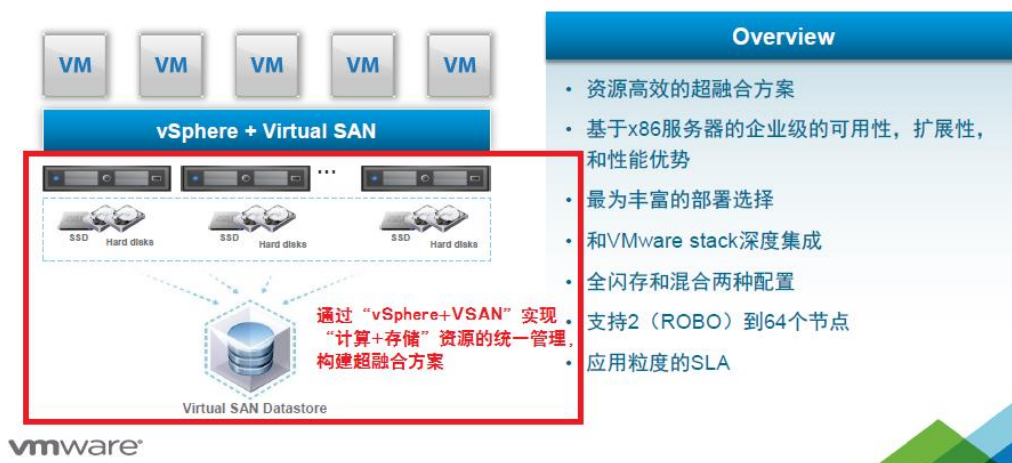 VM VM VM VM VM
vSphere + Virtual SAN
...
SSD Hard disks SSD Hard disks SSD Hard disks
通过“vSphere+VSAN”实现
“计算+存储”资源的统一管理,
构建超融合方案
Virtual SAN Datastore
vmware®
Overview
• 资源高效的超融合方案
• 基于x86服务器的企业级的可用性，扩展性，
和性能优势
• 最为丰富的部署选择
• 和VMware stack深度集成
• 全闪存和混合两种配置
• 支持2（ROBO）到64个节点
• 应用粒度的SLA